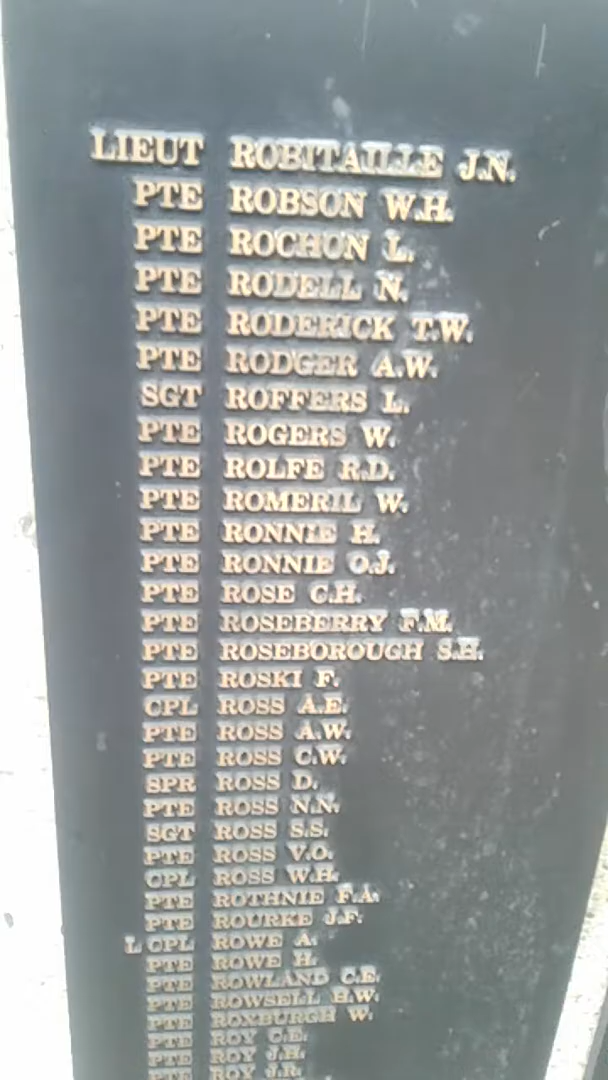 LIEUT ROBITAILLE J.N.
PTE ROBSON W.H.
PTE ROCHON L.
PTE RODELL N.
PTE RODERICK T.W.
PTE RODGER A.W.
SGT ROFFERS L.
PTE ROGERS W.
PTE ROLFE R.D.
PTE ROMERIL W.
PTE RONNIE H.
PTE RONNIE O.J.
PTE ROSE C.H.
PTE ROSEBERRY F.M.
PTE ROSEBOROUGH S.H.
PTE ROSKI F.
CPL ROSS A.E.
PTE ROSS A.W.
PTE ROSS C.W.
SPR ROSS D.
PTE ROSS N.N.
SGT ROSS S.S.
PTE ROSS V.O.
CPL ROSS W.H.
PTE ROTHNIE F.A.
PTE ROURKE J.F.
L CPL ROWE A.
PTE ROWE H.
PTE ROWLAND C.E.
PTE ROWSELL H.W.
PTE ROXBURGH W.
PTE ROY C.E.
PTE ROY J.H.
PTE ROY J.R.